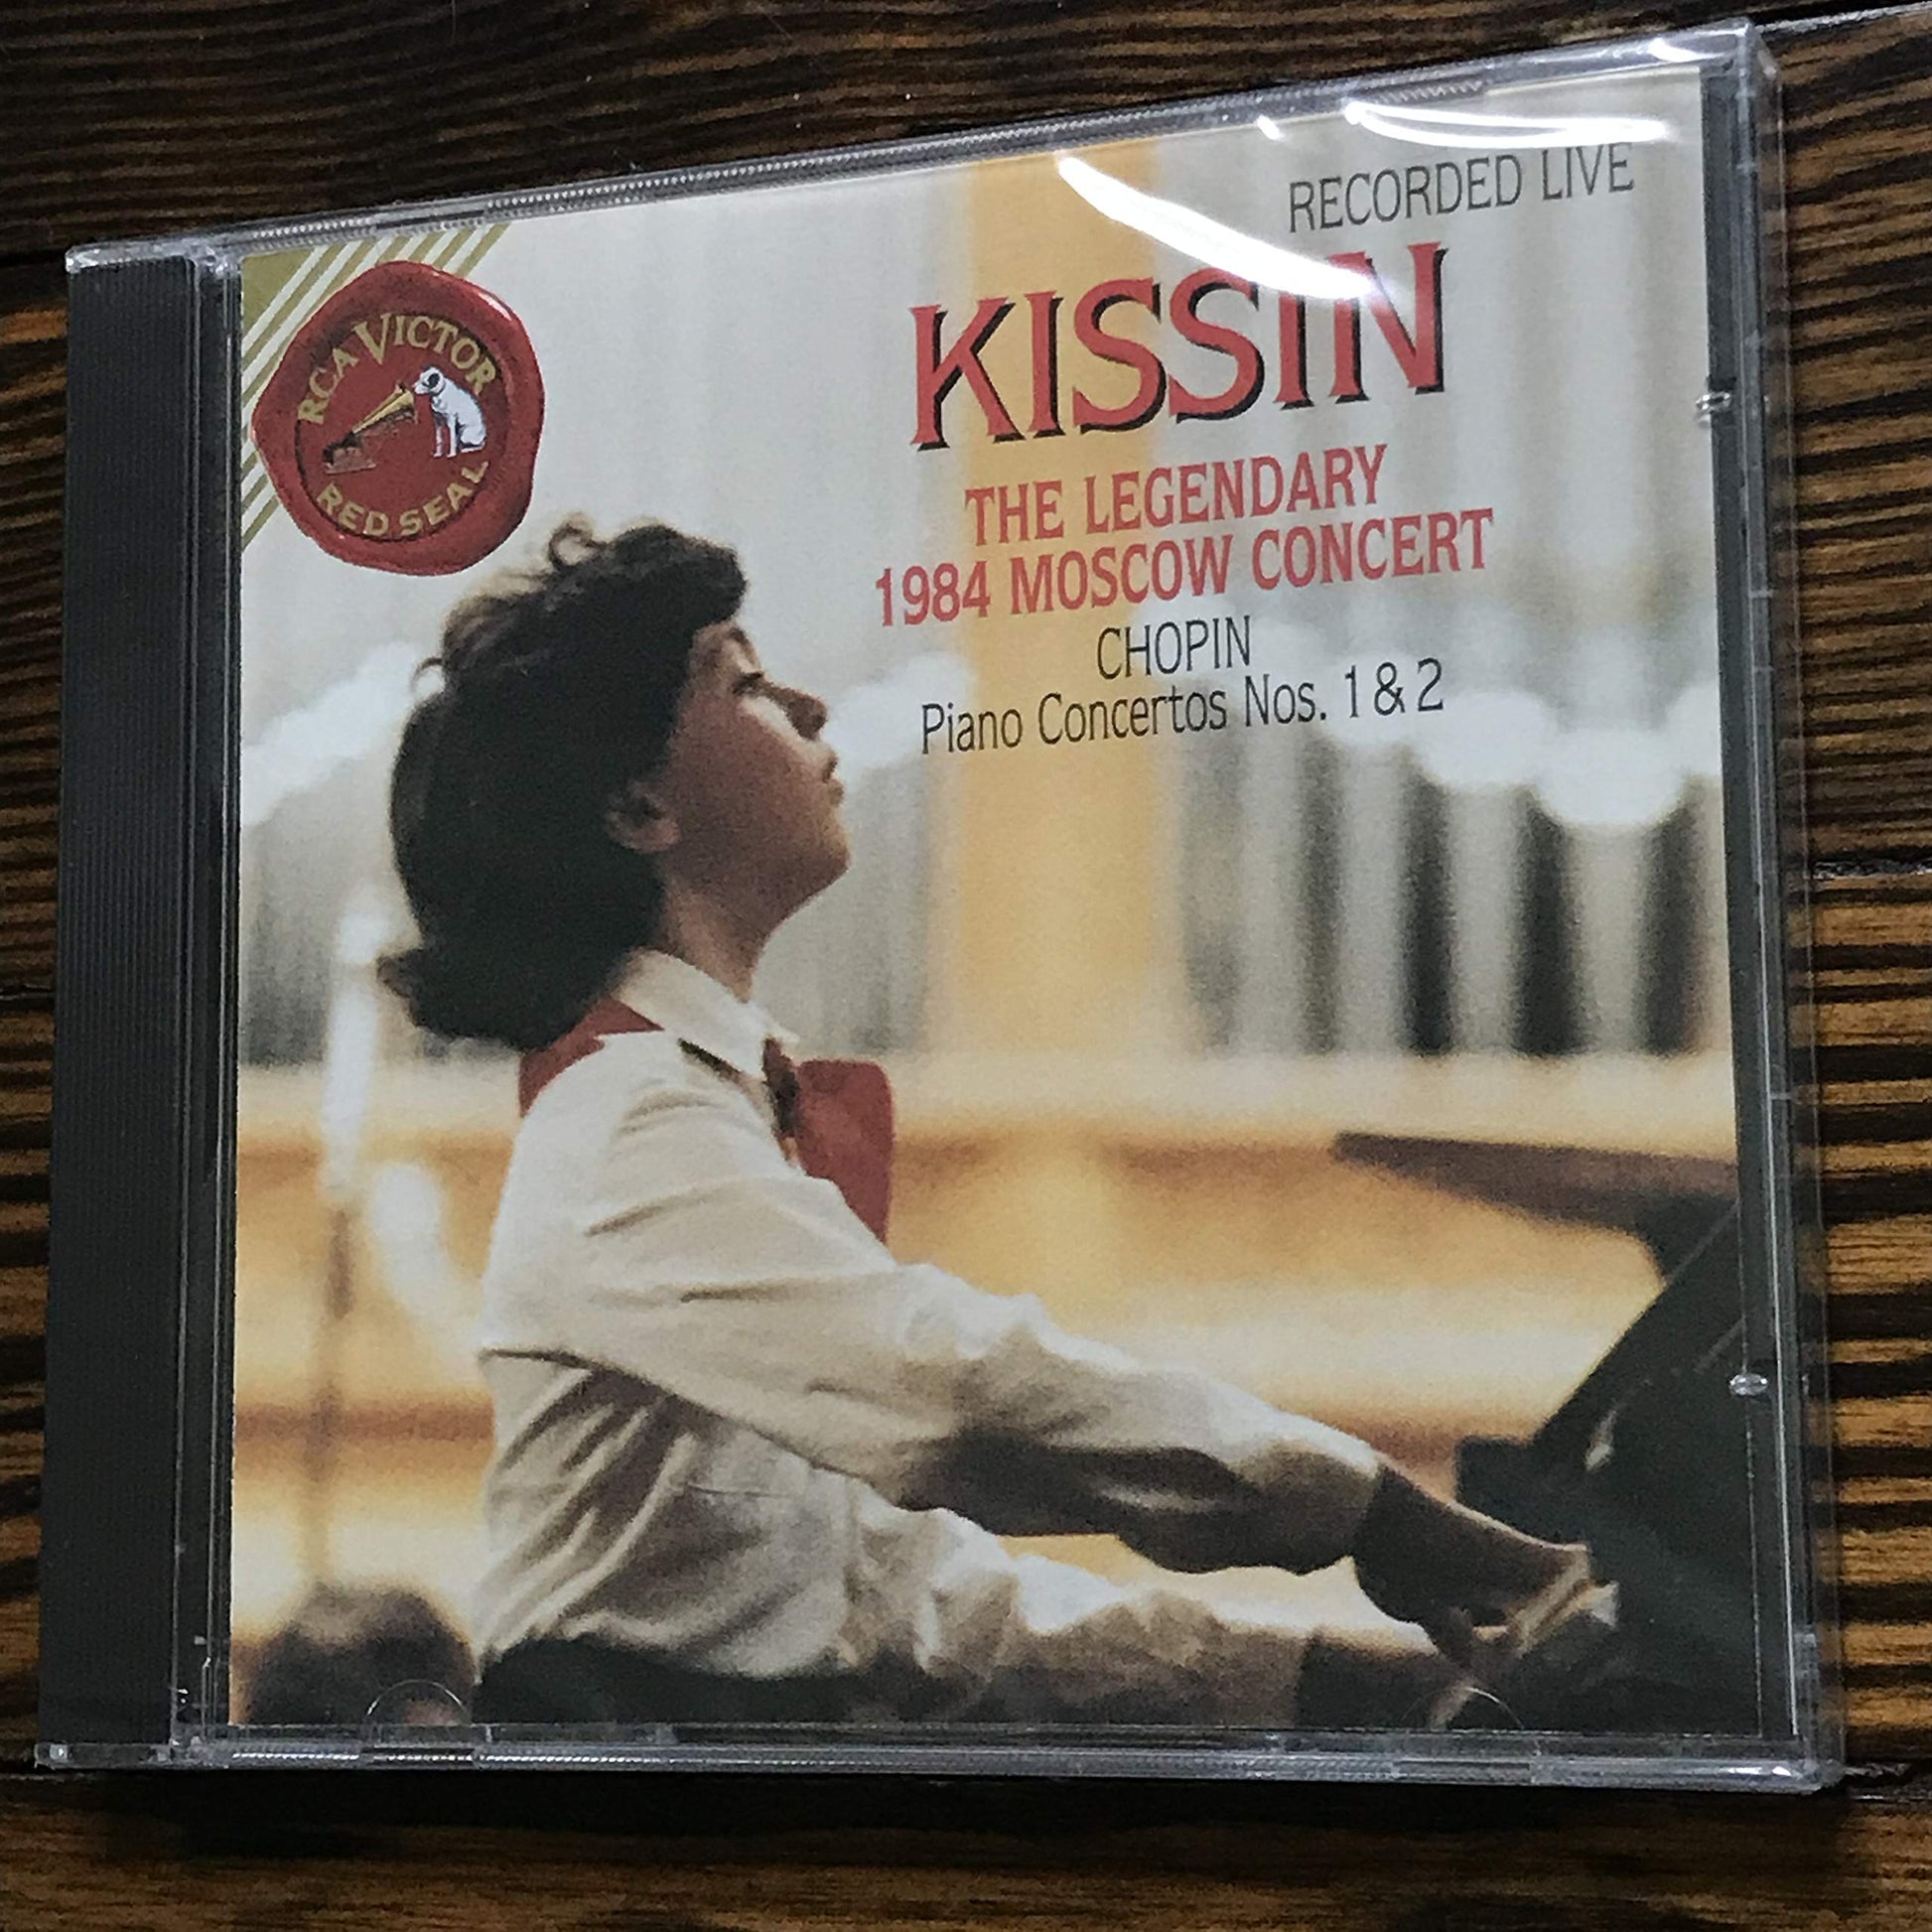 RECORDED LIVE
RCA VICTOR
RED SEAL
KISSIN
THE LEGENDARY
1984 MOSCOW CONCERT
CHOPIN
Piano Concertos Nos. 1 & 2